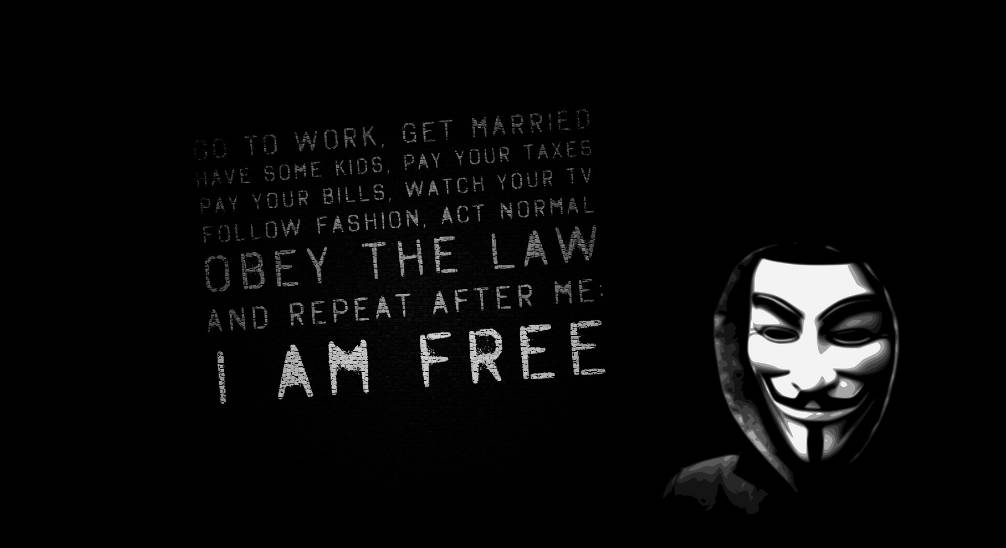 GO TO WORK, GET MARRIED
HAVE SOME KIDS, PAY YOUR TAXES
PAY YOUR BILLS, WATCH YOUR TV
FOLLOW FASHION, ACT NORMAL
OBEY THE LAW
AND REPEAT AFTER ME:
I AM FREE